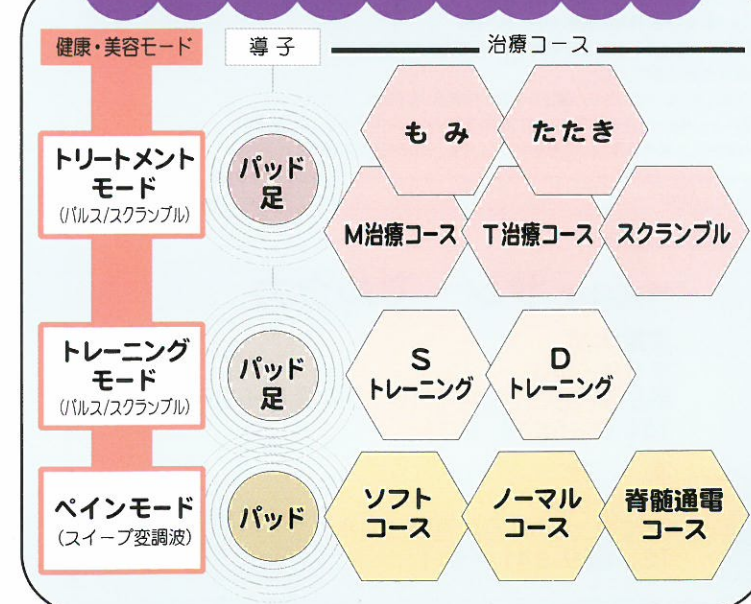 健康・美容モード
導子
治療コース
トリートメント
モード
(パルス/スクランブル)
パッド
足
もみ
たたき
M治療コース
T治療コース
スクランブル
トレーニング
モード
(パルス/スクランブル)
パッド
足
S
トレーニング
D
トレーニング
ペインモード
(スイープ変調波)
パッド
ソフト
コース
ノーマル
コース
脊髄通電
コース